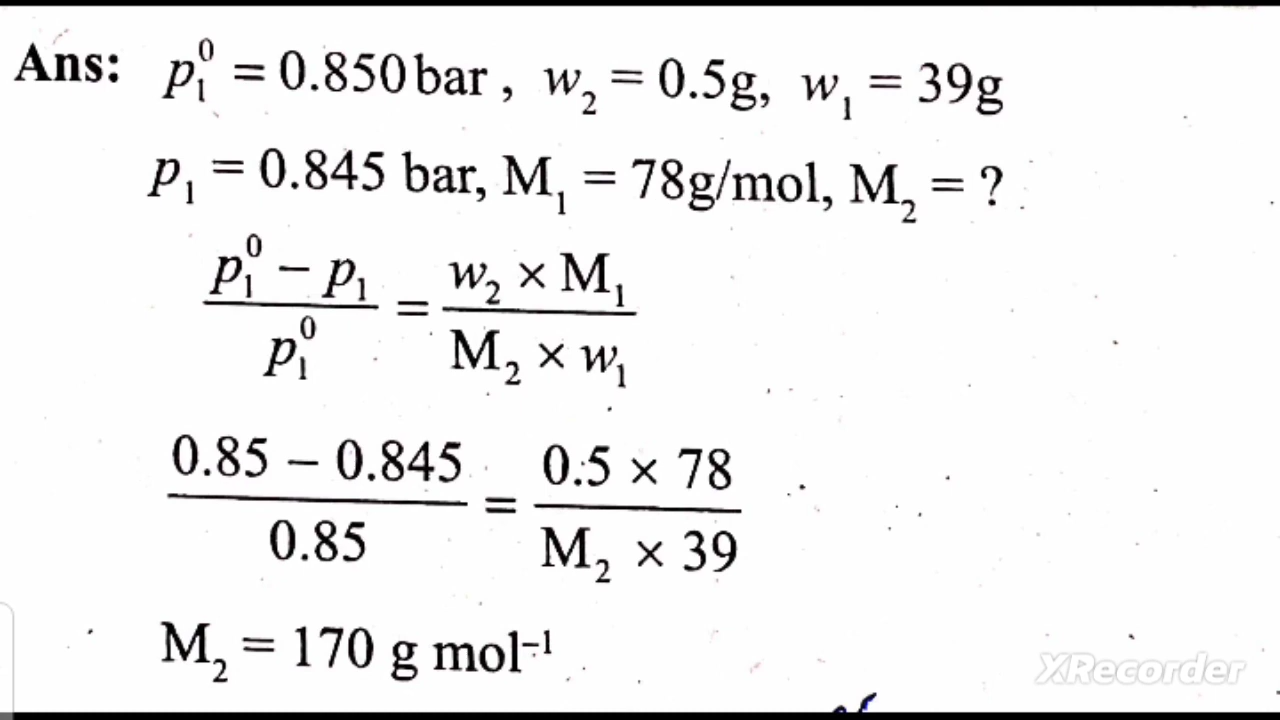 Ans: p₁⁰ = 0.850 bar , w₂ = 0.5g, w₁ = 39g
p₁ = 0.845 bar, M₁ = 78g/mol, M₂ = ?
(p₁⁰ − p₁) / p₁⁰ = (w₂ × M₁) / (M₂ × w₁)
(0.85 − 0.845) / 0.85 = (0.5 × 78) / (M₂ × 39)
M₂ = 170 g mol⁻¹
XRecorder